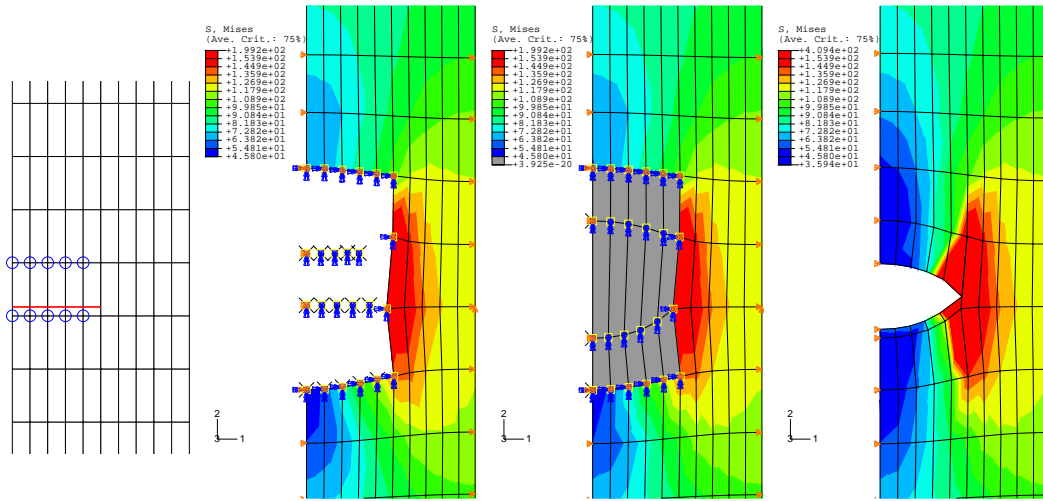 S, Mises
(Ave. Crit.: 75%)
+1.992e+02
+1.539e+02
+1.449e+02
+1.359e+02
+1.269e+02
+1.179e+02
+1.089e+02
+9.985e+01
+9.084e+01
+8.183e+01
+7.282e+01
+6.382e+01
+5.481e+01
+4.580e+01
2
3
1
S, Mises
(Ave. Crit.: 75%)
+1.992e+02
+1.539e+02
+1.449e+02
+1.359e+02
+1.269e+02
+1.179e+02
+1.089e+02
+9.985e+01
+9.084e+01
+8.183e+01
+7.282e+01
+6.382e+01
+5.481e+01
+4.580e+01
+3.925e-20
2
3
1
S, Mises
(Ave. Crit.: 75%)
+4.094e+02
+1.539e+02
+1.449e+02
+1.359e+02
+1.269e+02
+1.179e+02
+1.089e+02
+9.985e+01
+9.084e+01
+8.183e+01
+7.282e+01
+6.382e+01
+5.481e+01
+4.580e+01
+3.594e+01
2
3
1